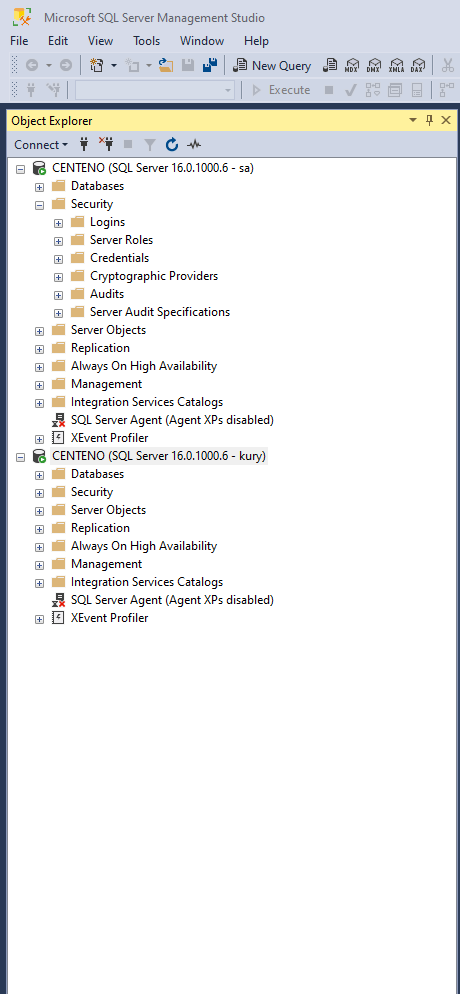 Microsoft SQL Server Management Studio
File Edit View Tools Window Help
New Query MDX DMX XMLA DAX
Execute
Object Explorer
Connect
CENTENO (SQL Server 16.0.1000.6 - sa)
Databases
Security
Logins
Server Roles
Credentials
Cryptographic Providers
Audits
Server Audit Specifications
Server Objects
Replication
Always On High Availability
Management
Integration Services Catalogs
SQL Server Agent (Agent XPs disabled)
XEvent Profiler
CENTENO (SQL Server 16.0.1000.6 - kury)
Databases
Security
Server Objects
Replication
Always On High Availability
Management
Integration Services Catalogs
SQL Server Agent (Agent XPs disabled)
XEvent Profiler